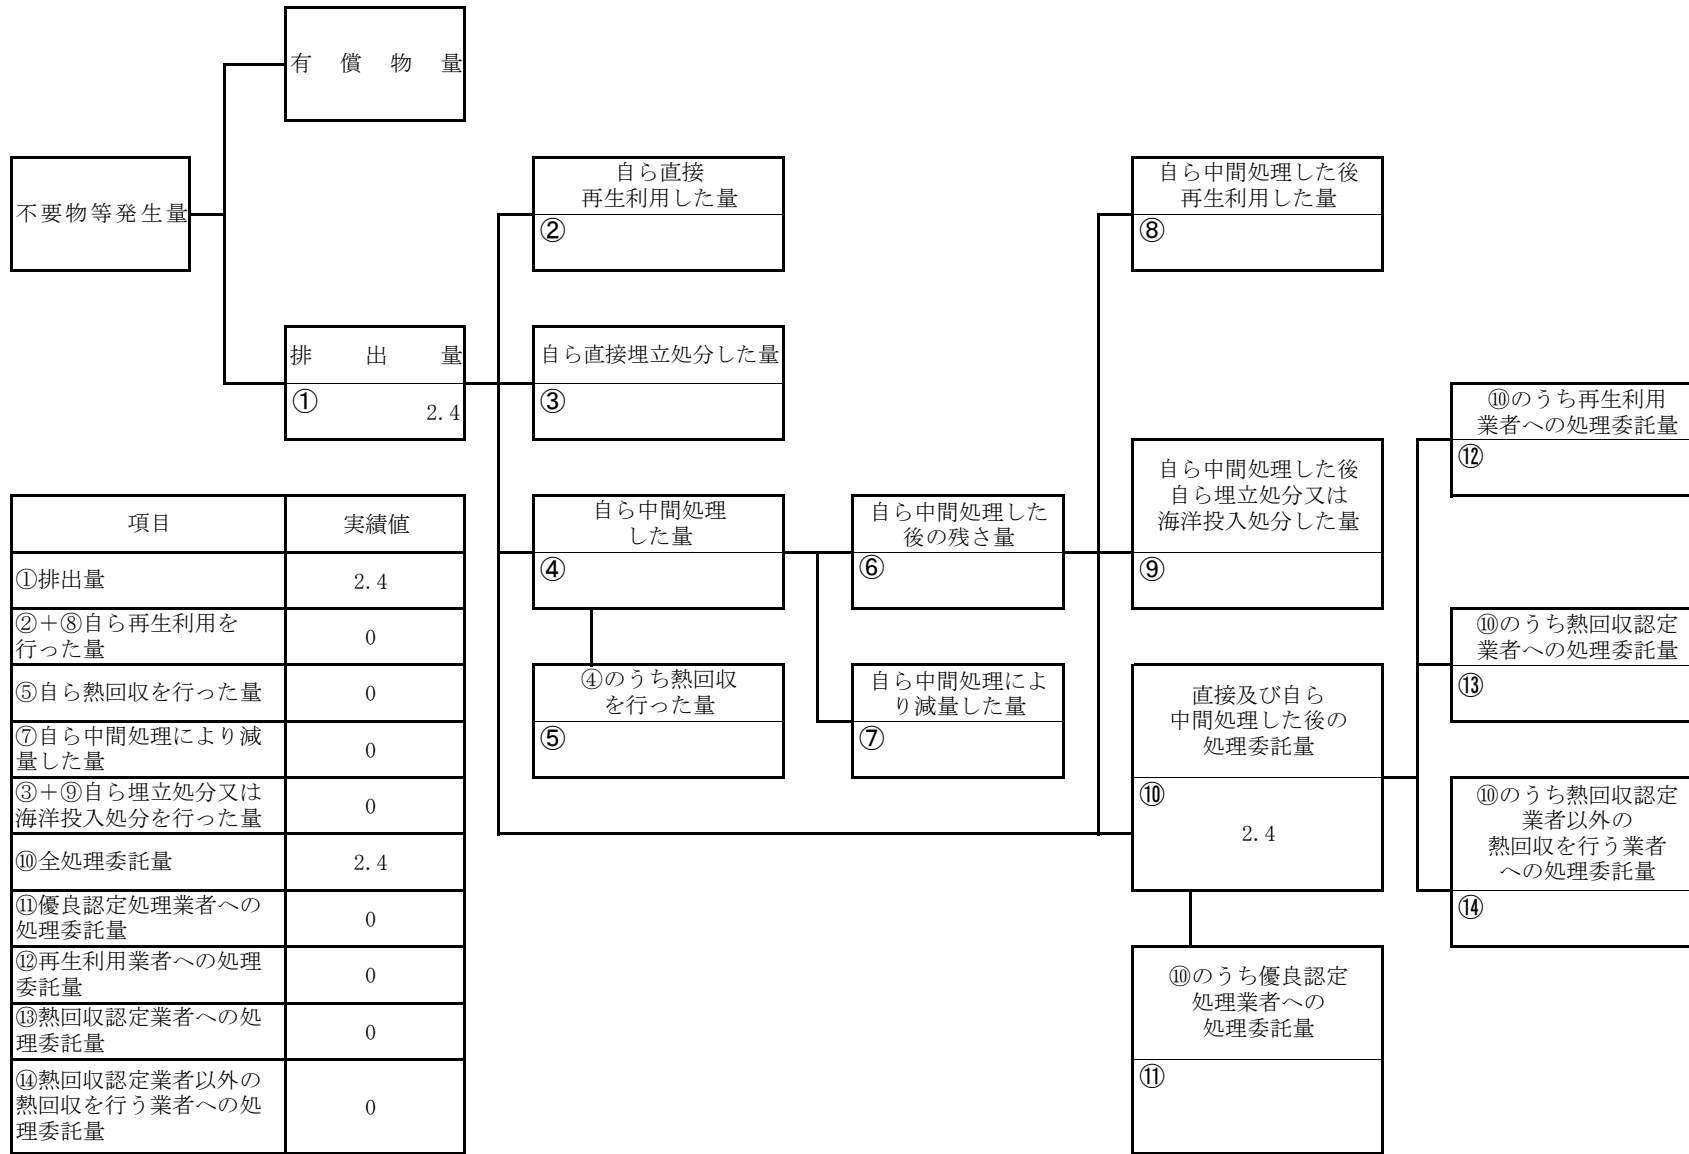 有償物量
不要物等発生量
排出量
①
2.4
自ら直接
再生利用した量
②
自ら直接埋立処分した量
③
自ら中間処理
した量
④
④のうち熱回収
を行った量
⑤
自ら中間処理した
後の残さ量
⑥
自ら中間処理によ
り減量した量
⑦
自ら中間処理した後
再生利用した量
⑧
自ら中間処理した後
自ら埋立処分又は
海洋投入処分した量
⑨
直接及び自ら
中間処理した後の
処理委託量
⑩
2.4
⑩のうち優良認定
処理業者への
処理委託量
⑪
⑩のうち再生利用
業者への処理委託量
⑫
⑩のうち熱回収認定
業者への処理委託量
⑬
⑩のうち熱回収認定
業者以外の
熱回収を行う業者
への処理委託量
⑭
項目 実績値
①排出量 2.4
②＋⑧自ら再生利用を
行った量 0
⑤自ら熱回収を行った量 0
⑦自ら中間処理により減
量した量 0
③＋⑨自ら埋立処分又は
海洋投入処分を行った量 0
⑩全処理委託量 2.4
⑪優良認定処理業者への
処理委託量 0
⑫再生利用業者への処理
委託量 0
⑬熱回収認定業者への処
理委託量 0
⑭熱回収認定業者以外の
熱回収を行う業者への処
理委託量 0